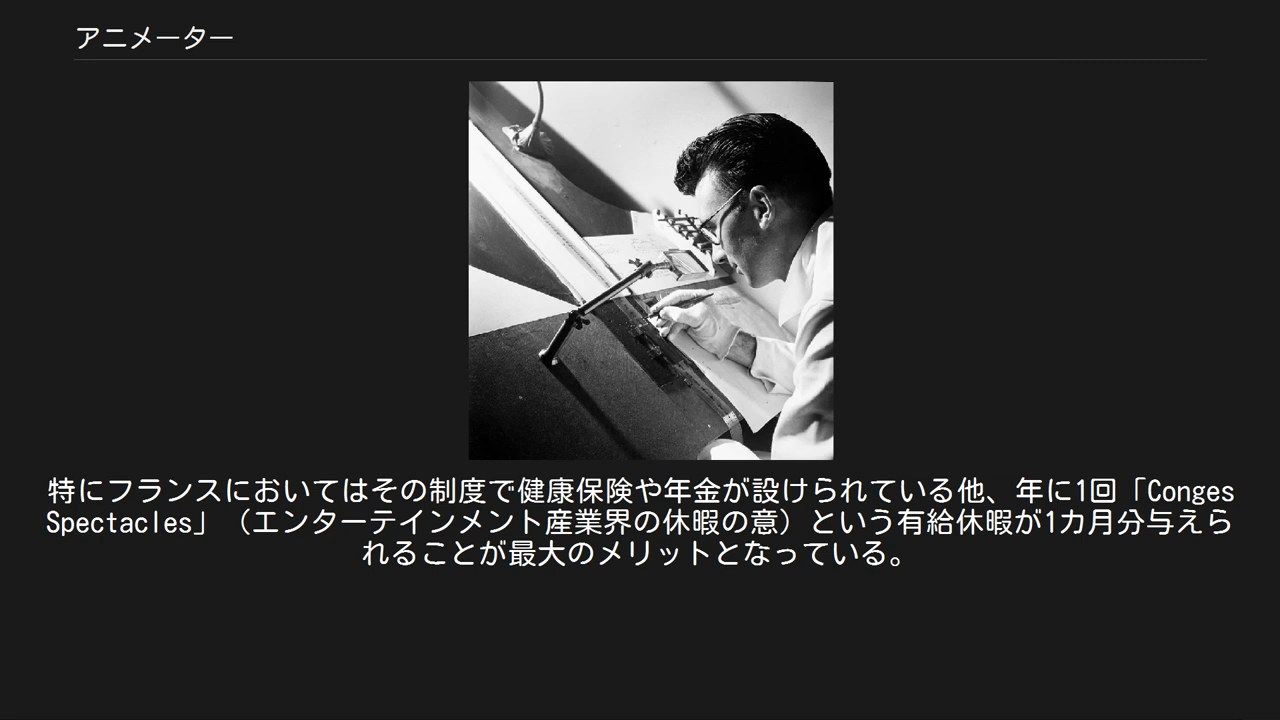 アニメーター
特にフランスにおいてはその制度で健康保険や年金が設けられている他、年に1回「Conges
Spectacles」（エンターテインメント産業界の休暇の意）という有給休暇が1カ月分与えら
れることが最大のメリットとなっている。